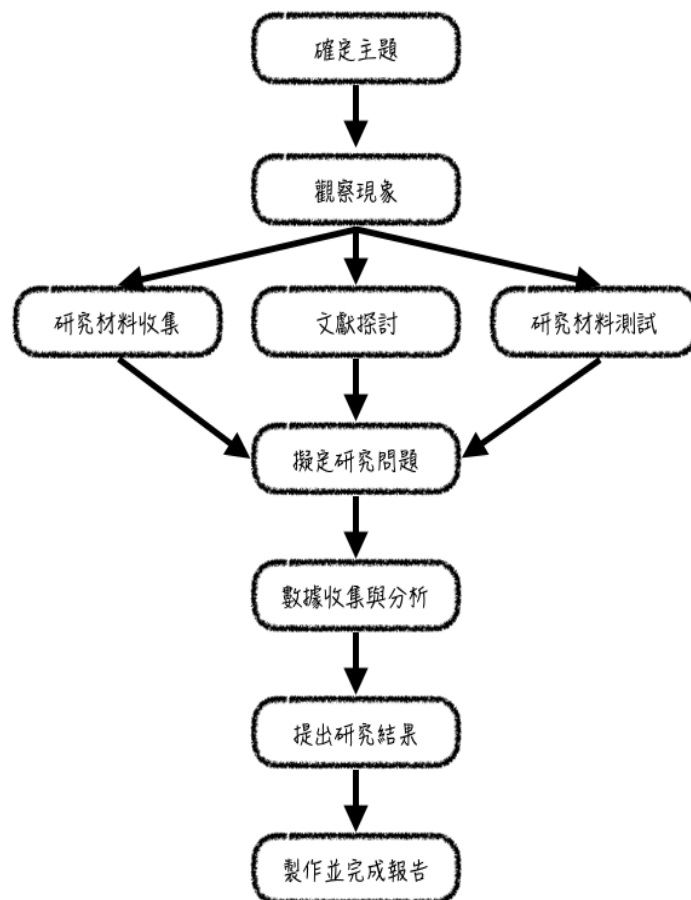 確定主題
觀察現象
研究材料收集
文獻探討
研究材料測試
擬定研究問題
數據收集與分析
提出研究結果
製作並完成報告